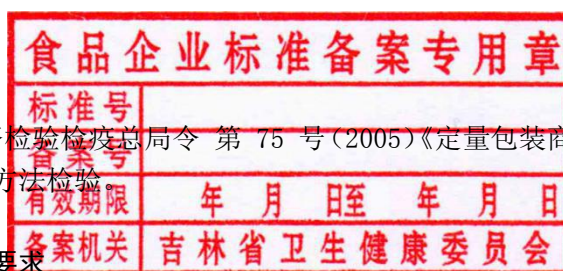 食品企业标准备案专用章
标准号
检验检疫总局令 第 75 号(2005)《定量包装商
备案号
方法检验。
有效期限 年 月 日至 年 月 日
备案机关 吉林省卫生健康委员会
要求